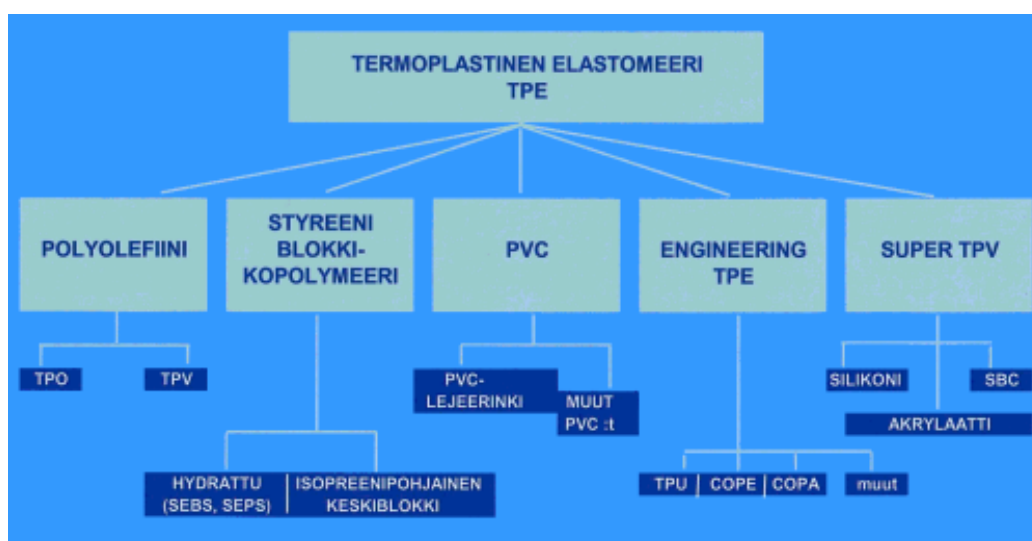 TERMOPLASTINEN ELASTOMEERI
TPE
POLYOLEFIINI
STYREENI
BLOKKI-
KOPOLYMEERI
PVC
ENGINEERING
TPE
SUPER TPV
TPO
TPV
PVC-
LEJEERINKI
MUUT
PVC :t
SILIKONI
SBC
AKRYLAATTI
HYDRATTU
(SEBS, SEPS)
ISOPREENIPOHJAINEN
KESKIBLOKKI
TPU
COPE
COPA
muut